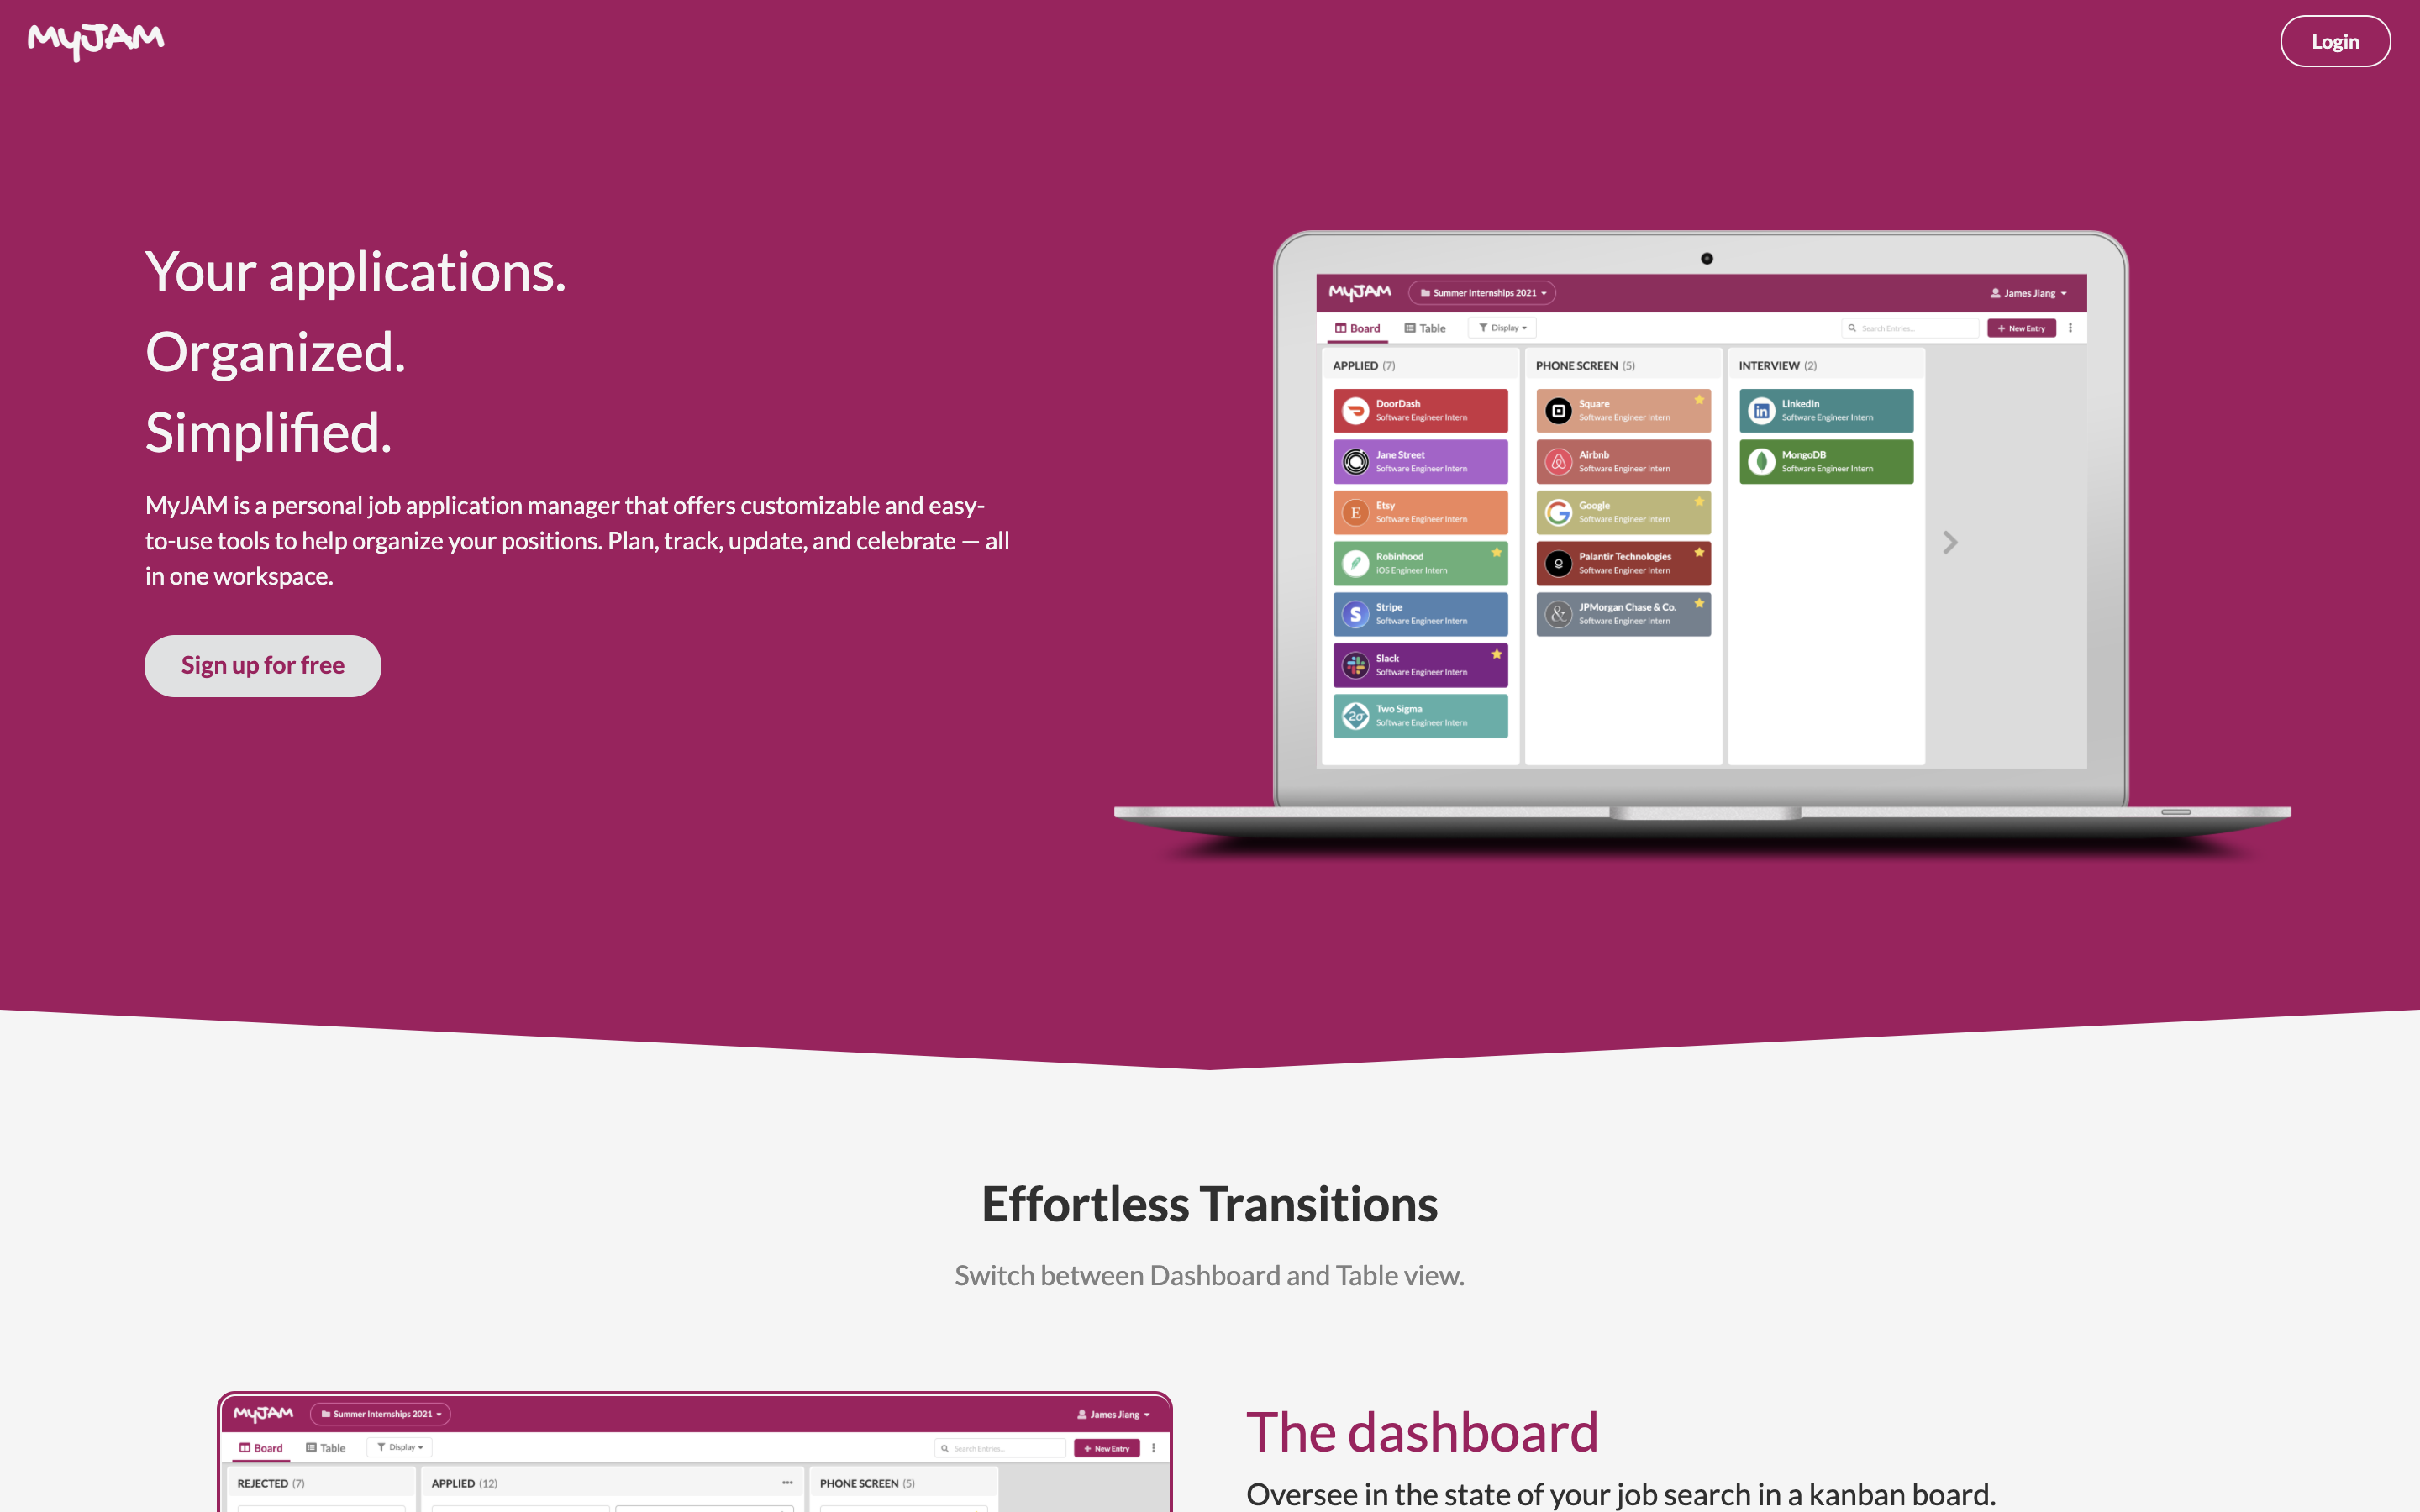 MyJAM
Login
Your applications.
Organized.
Simplified.
MyJAM is a personal job application manager that offers customizable and easy-
to-use tools to help organize your positions. Plan, track, update, and celebrate — all
in one workspace.
Sign up for free
MyJAM
Summer Internships 2021
James Jiang
Board
Table
Display
Search Entries...
+ New Entry
APPLIED (7)
DoorDash
Software Engineer Intern
Jane Street
Software Engineer Intern
E
Etsy
Software Engineer Intern
Robinhood
iOS Engineer Intern
S
Stripe
Software Engineer Intern
Slack
Software Engineer Intern
2σ
Two Sigma
Software Engineer Intern
PHONE SCREEN (5)
Square
Software Engineer Intern
Airbnb
Software Engineer Intern
G
Google
Software Engineer Intern
Palantir Technologies
Software Engineer Intern
&
JPMorgan Chase & Co.
Software Engineer Intern
INTERVIEW (2)
in
LinkedIn
Software Engineer Intern
MongoDB
Software Engineer Intern
Effortless Transitions
Switch between Dashboard and Table view.
MyJAM
Summer Internships 2021
James Jiang
Board
Table
Display
Search Entries...
+ New Entry
REJECTED (7)
APPLIED (12)
PHONE SCREEN (5)
The dashboard
Oversee in the state of your job search in a kanban board.